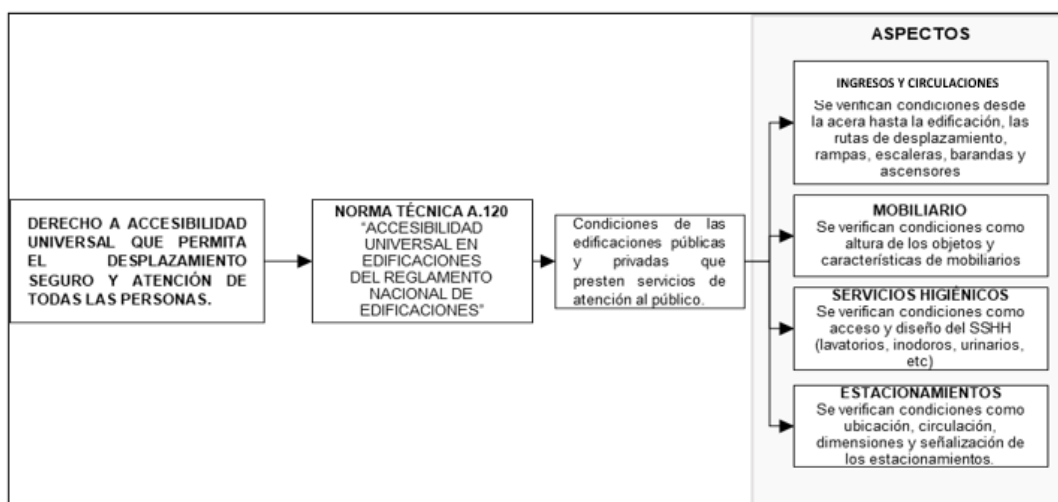 DERECHO A ACCESIBILIDAD
UNIVERSAL QUE PERMITA
EL DESPLAZAMIENTO
SEGURO Y ATENCIÓN DE
TODAS LAS PERSONAS.
NORMA TÉCNICA A.120
"ACCESIBILIDAD
UNIVERSAL EN
EDIFICACIONES
DEL REGLAMENTO
NACIONAL DE
EDIFICACIONES"
Condiciones de las
edificaciones públicas
y privadas que
presten servicios de
atención al público.
ASPECTOS
INGRESOS Y CIRCULACIONES
Se verifican condiciones desde
la acera hasta la edificación, las
rutas de desplazamiento,
rampas, escaleras, barandas y
ascensores
MOBILIARIO
Se verifican condiciones como
altura de los objetos y
características de mobiliarios
SERVICIOS HIGIÉNICOS
Se verifican condiciones como
acceso y diseño del SSHH
(lavatorios, inodoros, urinarios,
etc)
ESTACIONAMIENTOS
Se verifican condiciones como
ubicación, circulación,
dimensiones y señalización de
los estacionamientos.